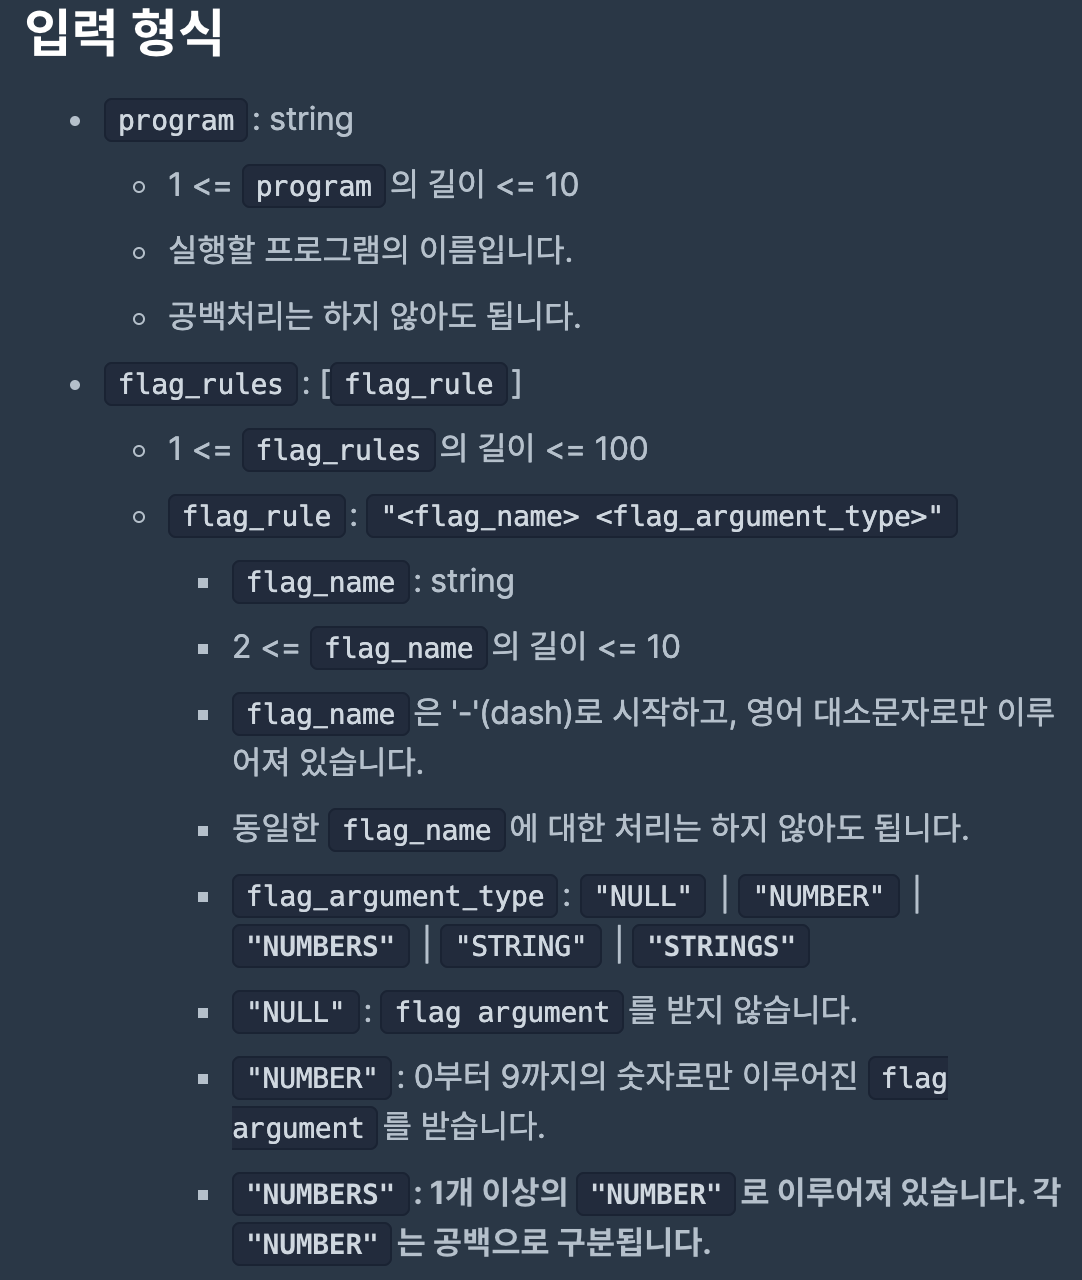 입력 형식
program : string
1 <= program 의 길이 <= 10
실행할 프로그램의 이름입니다.
공백처리는 하지 않아도 됩니다.
flag_rules : [ flag_rule ]
1 <= flag_rules 의 길이 <= 100
flag_rule : "<flag_name> <flag_argument_type>"
flag_name : string
2 <= flag_name 의 길이 <= 10
flag_name 은 '-'(dash)로 시작하고, 영어 대소문자로만 이루
어져 있습니다.
동일한 flag_name 에 대한 처리는 하지 않아도 됩니다.
flag_argument_type : "NULL" | "NUMBER" |
"NUMBERS" | "STRING" | "STRINGS"
"NULL" : flag argument 를 받지 않습니다.
"NUMBER" : 0부터 9까지의 숫자로만 이루어진 flag
argument 를 받습니다.
"NUMBERS" : 1개 이상의 "NUMBER" 로 이루어져 있습니다. 각
"NUMBER" 는 공백으로 구분됩니다.